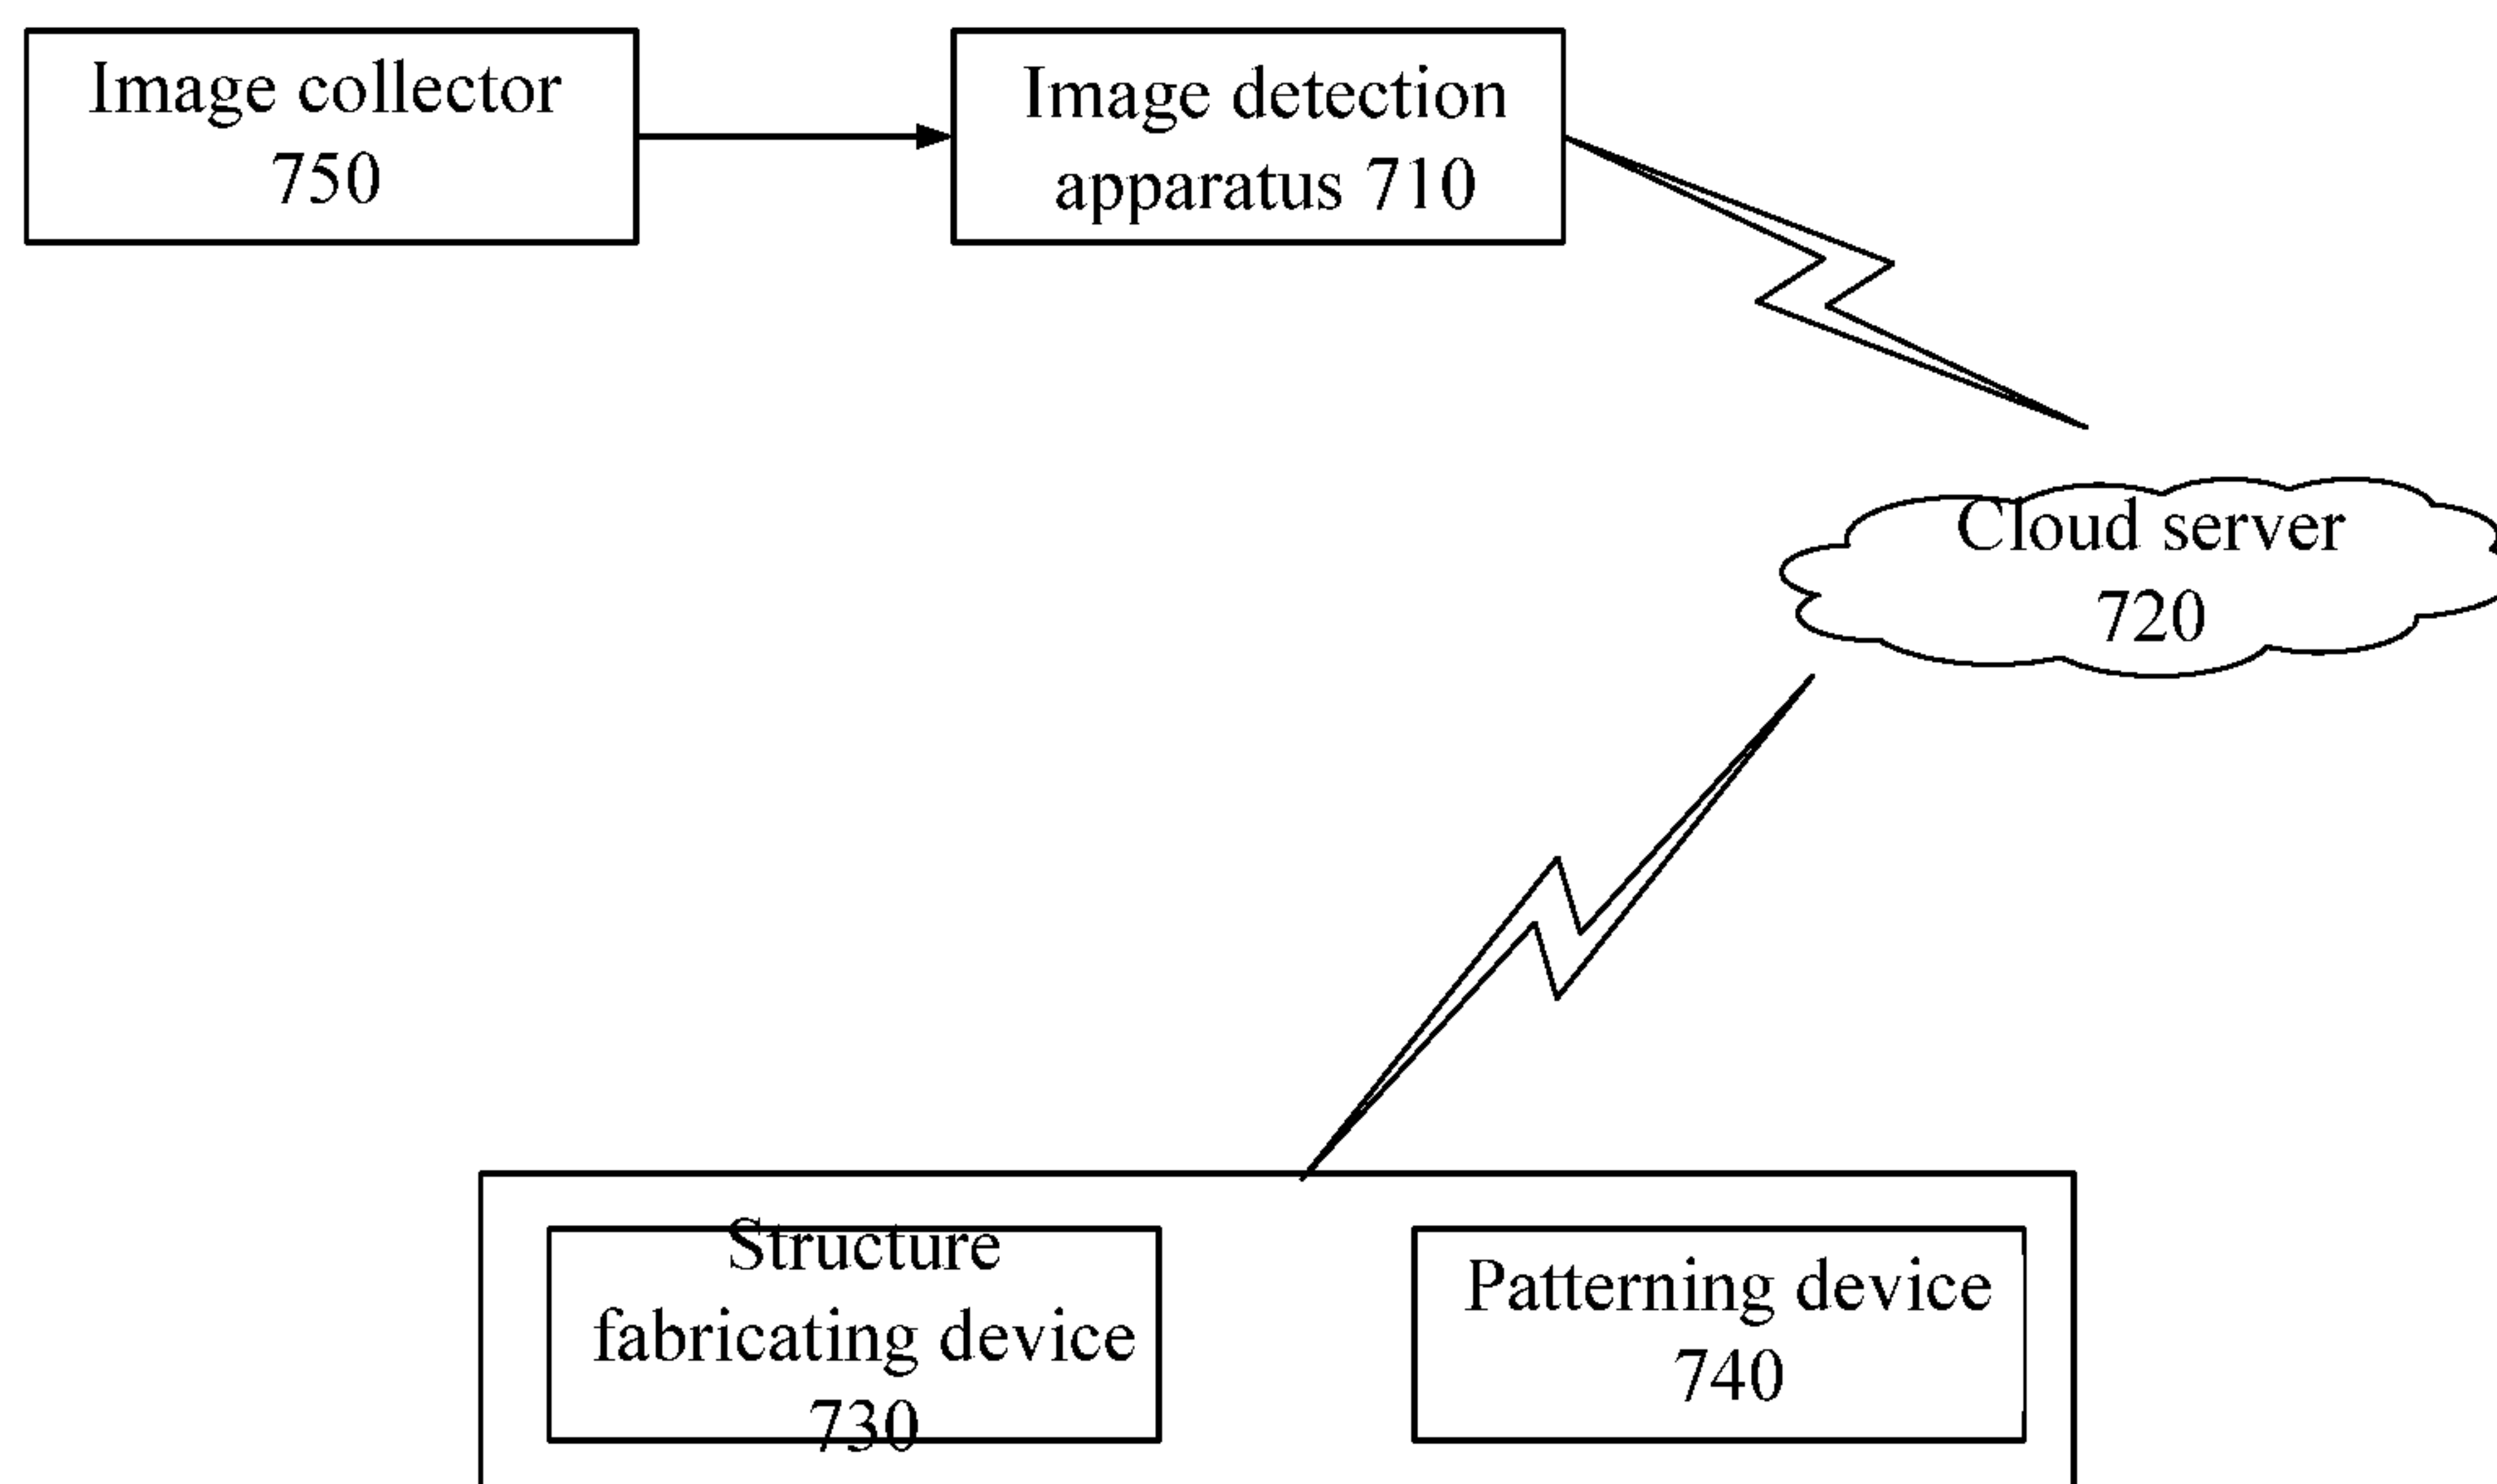 Image collector
750
Image detection
apparatus 710
Cloud server
720
Structure
fabricating device
730
Patterning device
740